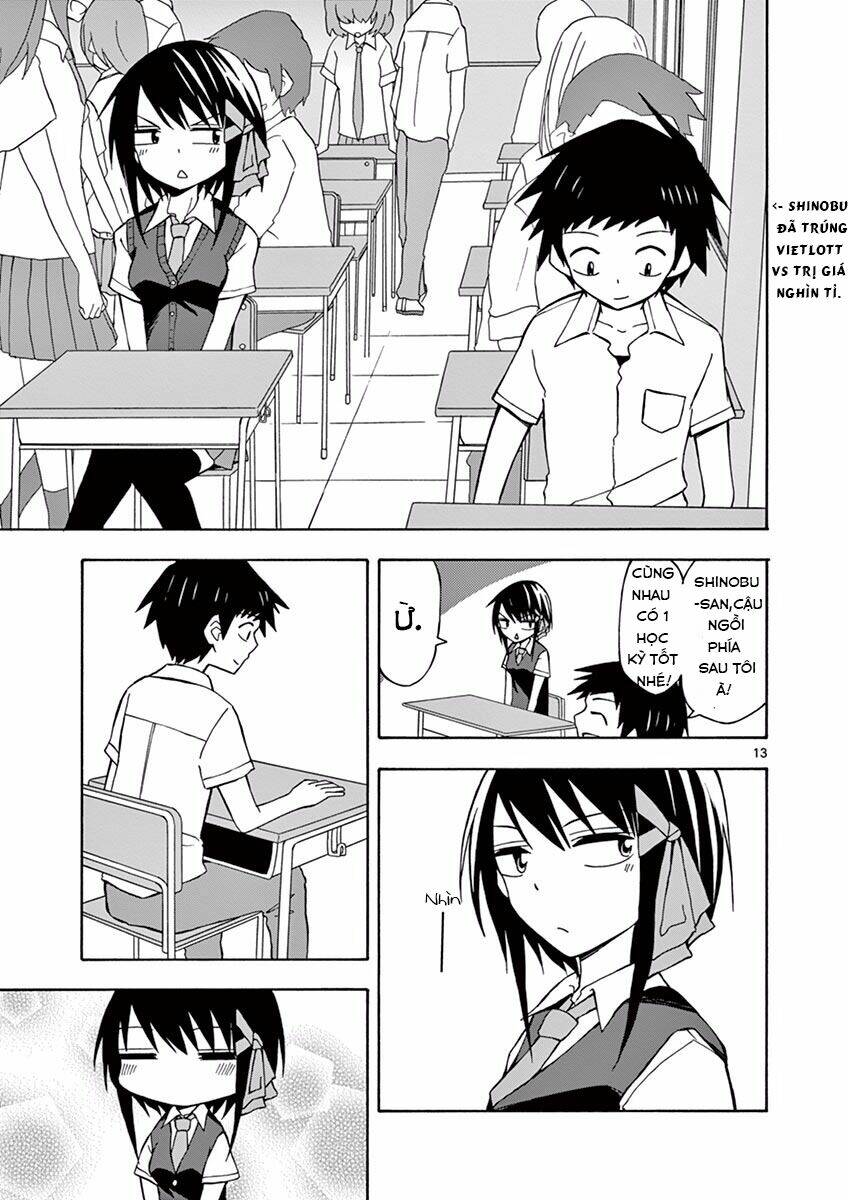 <- SHINOBU
ĐÃ TRÚNG
VIETLOTT
VS TRỊ GIÁ
NGHÌN TỈ.
SHINOBU
-SAN,CẬU
NGỒI
PHÍA
SAU TÔI
À!
CÙNG
NHAU
CÓ 1
HỌC
KỲ TỐT
NHÉ!
Ừ.
13
Nhìn